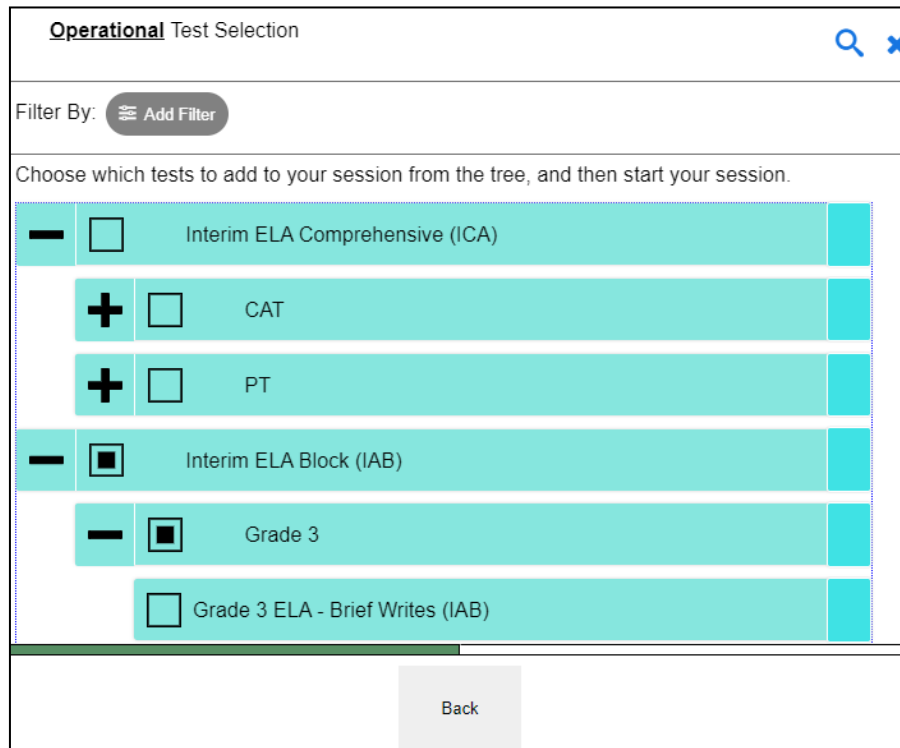 Operational Test Selection
Filter By: Add Filter
Choose which tests to add to your session from the tree, and then start your session.
Interim ELA Comprehensive (ICA)
CAT
PT
Interim ELA Block (IAB)
Grade 3
Grade 3 ELA - Brief Writes (IAB)
Back